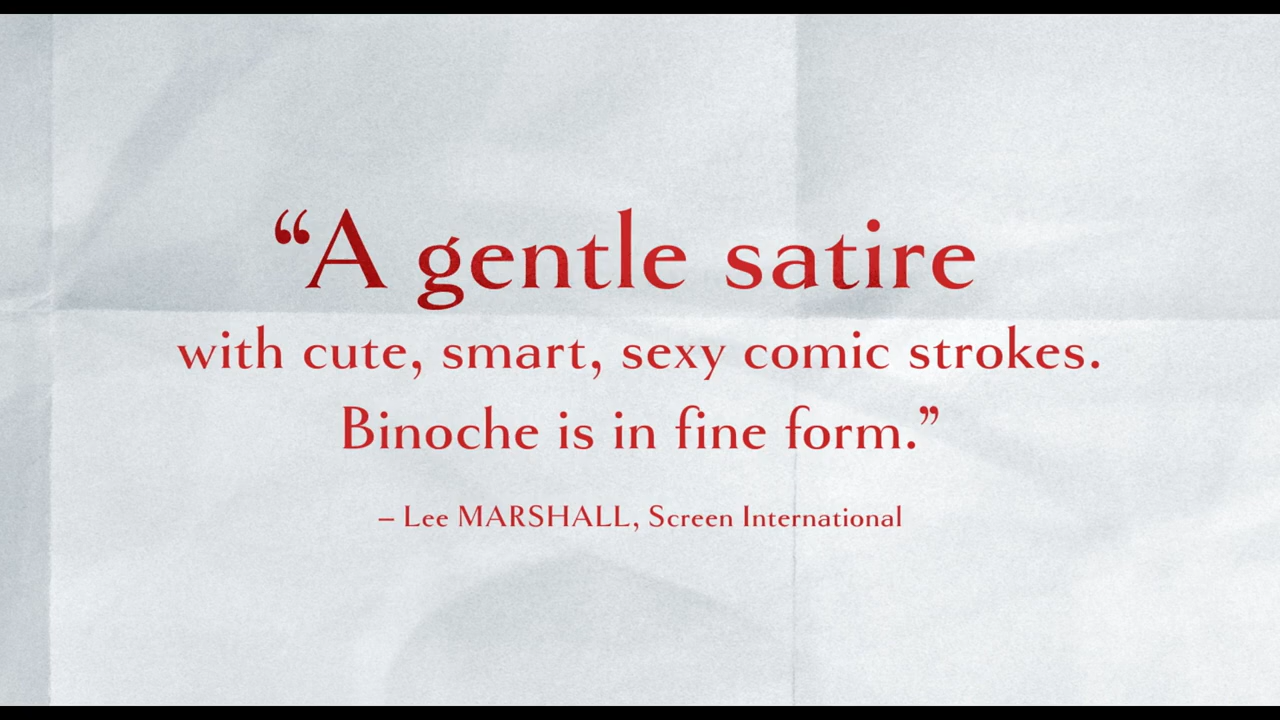 “A gentle satire
with cute, smart, sexy comic strokes.
Binoche is in fine form.”
– Lee MARSHALL, Screen International